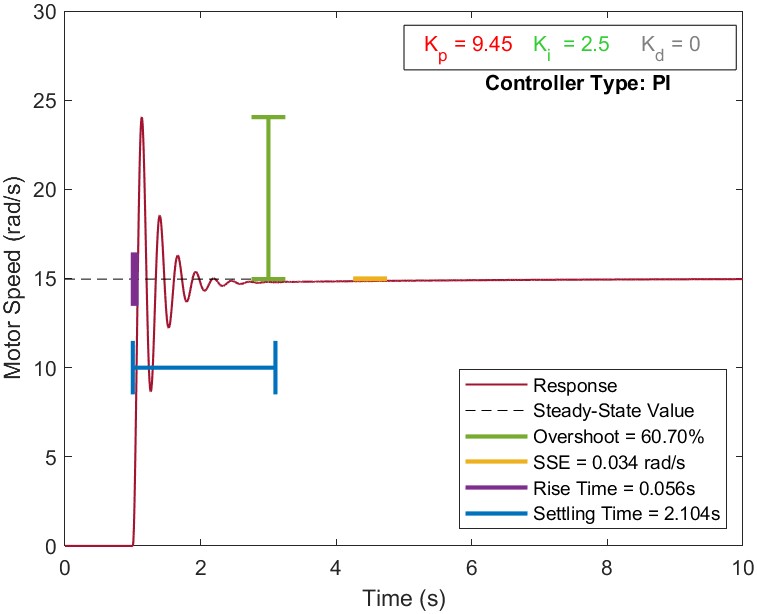 30
25
20
15
10
5
0
Motor Speed (rad/s)
Kp = 9.45 Ki = 2.5 Kd = 0
Controller Type: PI
Response
Steady-State Value
Overshoot = 60.70%
SSE = 0.034 rad/s
Rise Time = 0.056s
Settling Time = 2.104s
0 2 4 6 8 10
Time (s)